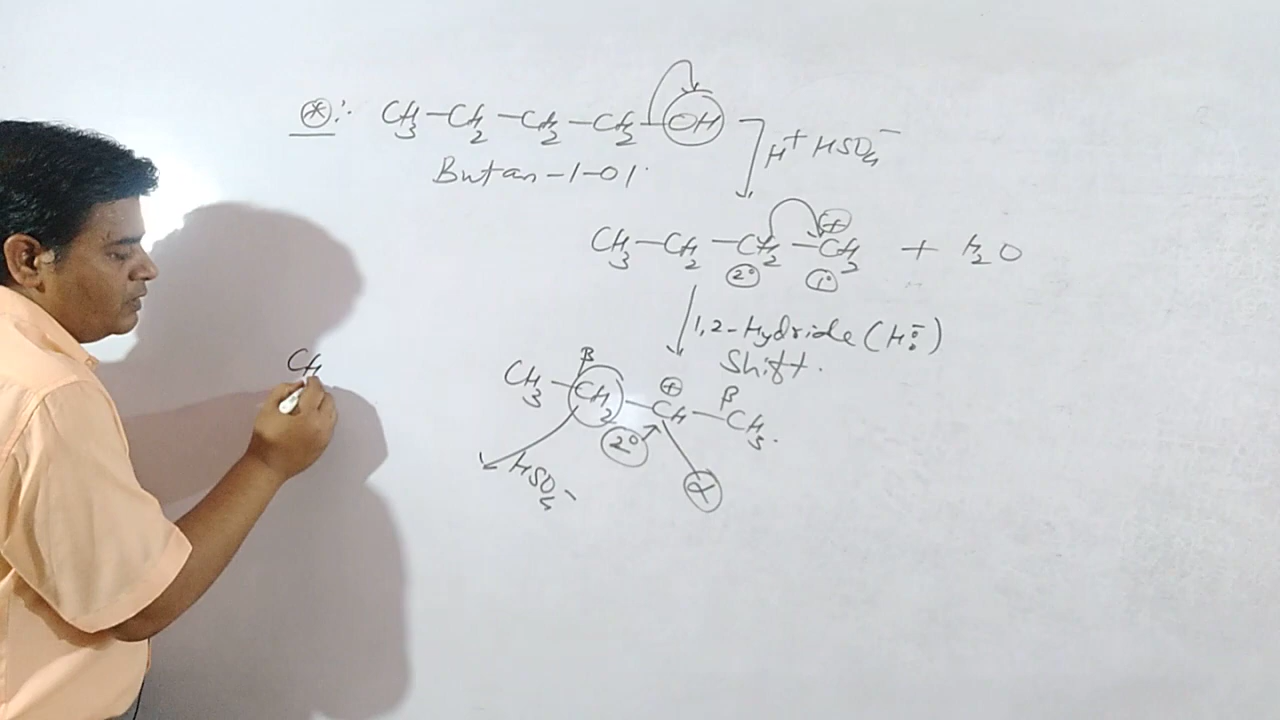 * ∴ CH₃–CH₂–CH₂–CH₂–OH
Butan-1-ol.
H⁺ HSO₄⁻
CH₃–CH₂–CH₂–CH₃ + H₂O
⊕
2° 1°
1,2-Hydride (H:⁻)
Shift.
β ⊕ β
CH₃–CH₂–CH–CH₃.
2°
HSO₄⁻
α
CH